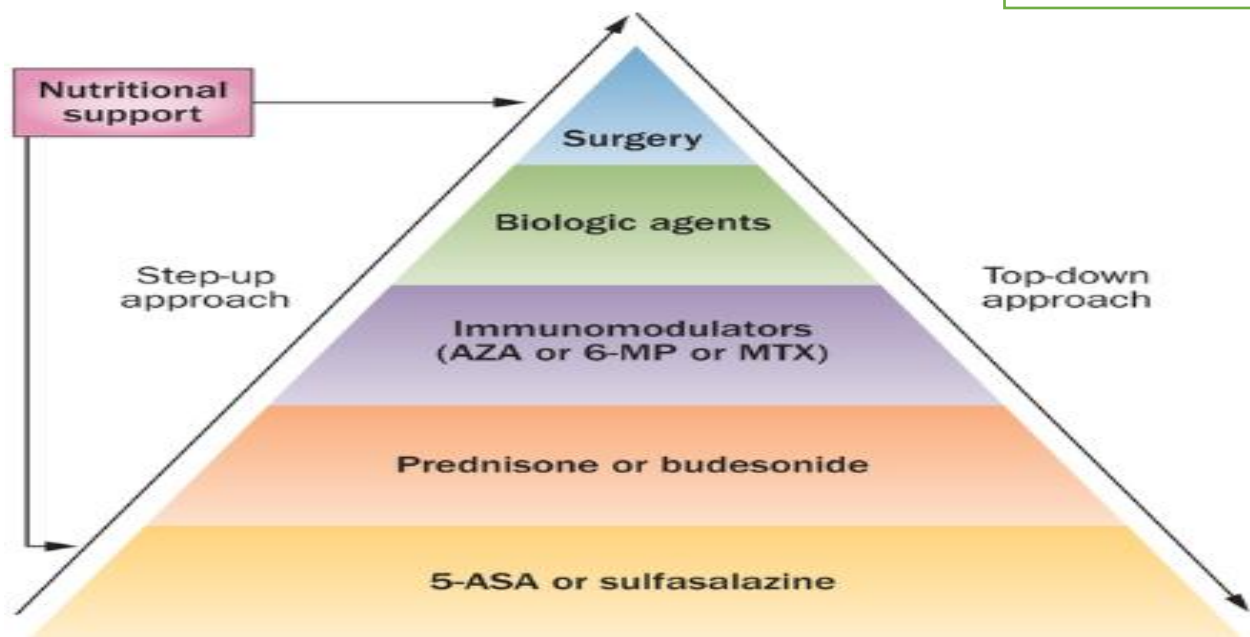 Nutritional
support
Surgery
Biologic agents
Step-up
approach
Top-down
approach
Immunomodulators
(AZA or 6-MP or MTX)
Prednisone or budesonide
5-ASA or sulfasalazine